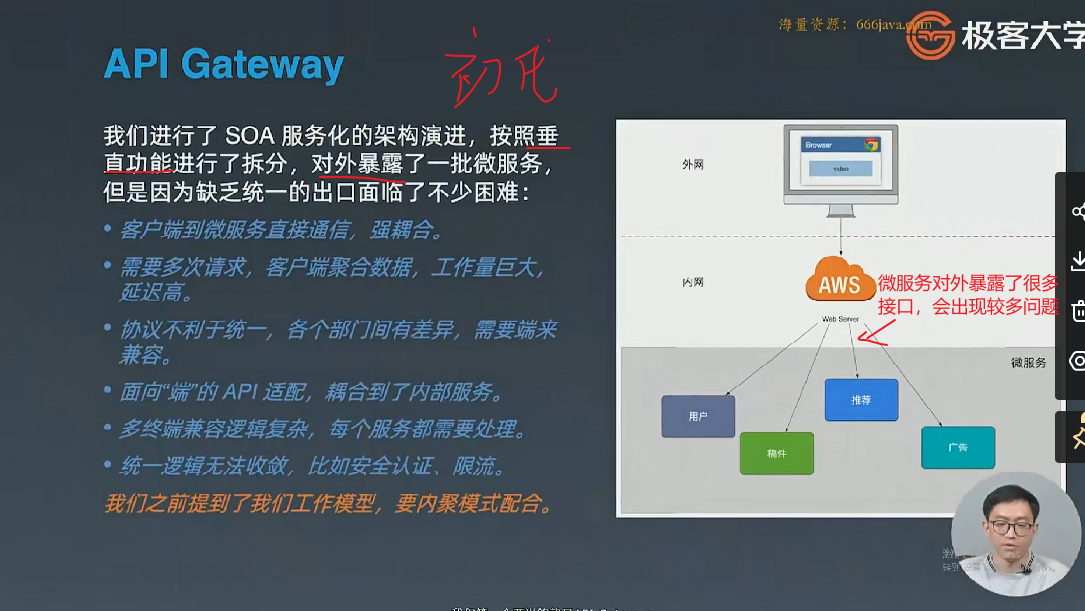 海量资源：666java.com
极客大学
API Gateway
初代
我们进行了 SOA 服务化的架构演进，按照垂
直功能进行了拆分，对外暴露了一批微服务，
但是因为缺乏统一的出口面临了不少困难：
• 客户端到微服务直接通信，强耦合。
• 需要多次请求，客户端聚合数据，工作量巨大，
延迟高。
• 协议不利于统一，各个部门间有差异，需要端来
兼容。
• 面向“端”的 API 适配，耦合到了内部服务。
• 多终端兼容逻辑复杂，每个服务都需要处理。
• 统一逻辑无法收敛，比如安全认证、限流。
我们之前提到了我们工作模型，要内聚模式配合。
外网
Browser
video
内网
AWS
微服务对外暴露了很多
接口，会出现较多问题
Web Server
微服务
用户
推荐
稿件
广告